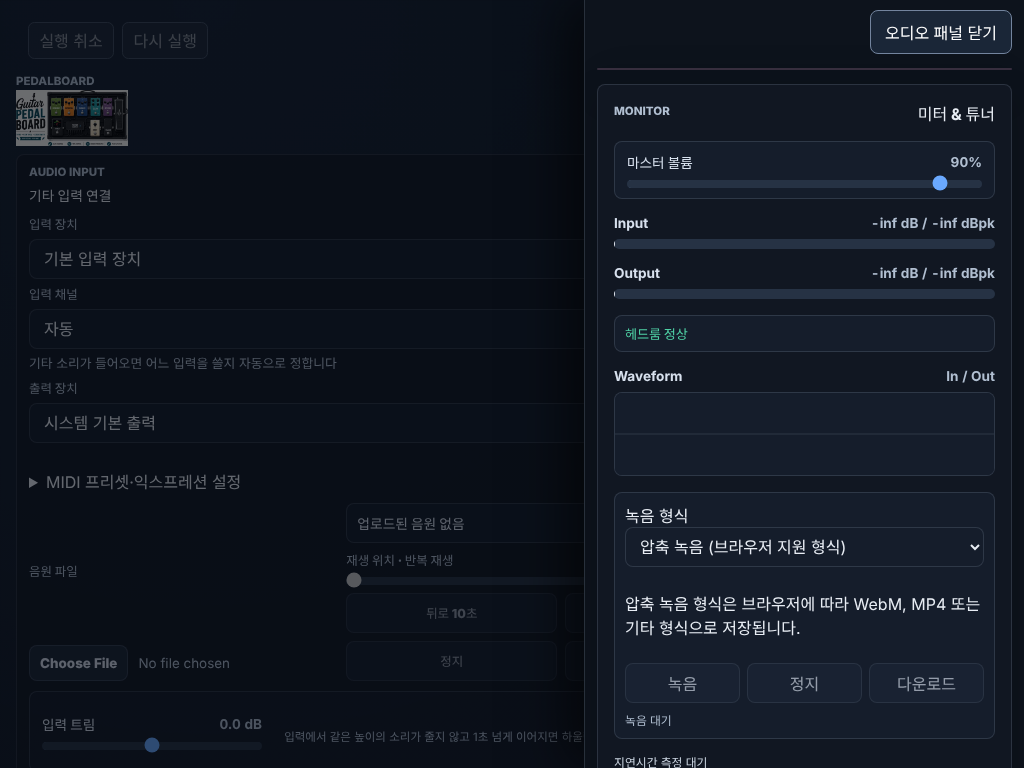 실행 취소
다시 실행
PEDALBOARD
Guitar
PEDAL
BOARD
AUDIO INPUT
기타 입력 연결
입력 장치
기본 입력 장치
입력 채널
자동
기타 소리가 들어오면 어느 입력을 쓸지 자동으로 정합니다
출력 장치
시스템 기본 출력
MIDI 프리셋·익스프레션 설정
음원 파일
Choose File
No file chosen
업로드된 음원 없음
재생 위치 • 반복 재생
뒤로 10초
정지
입력 트림
0.0 dB
입력에서 같은 높이의 소리가 줄지 않고 1초 넘게 이어지면 하울
오디오 패널 닫기
MONITOR
미터 & 튜너
마스터 볼륨
90%
Input
-inf dB / -inf dBpk
Output
-inf dB / -inf dBpk
헤드룸 정상
Waveform
In / Out
녹음 형식
압축 녹음 (브라우저 지원 형식)
압축 녹음 형식은 브라우저에 따라 WebM, MP4 또는
기타 형식으로 저장됩니다.
녹음
정지
다운로드
녹음 대기
지연시간 측정 대기